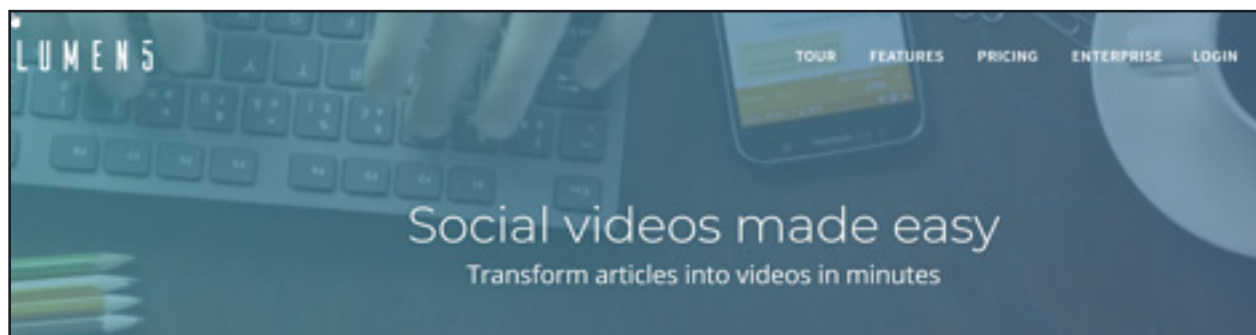 LUMEN5
TOUR FEATURES PRICING ENTERPRISE LOGIN
Social videos made easy
Transform articles into videos in minutes